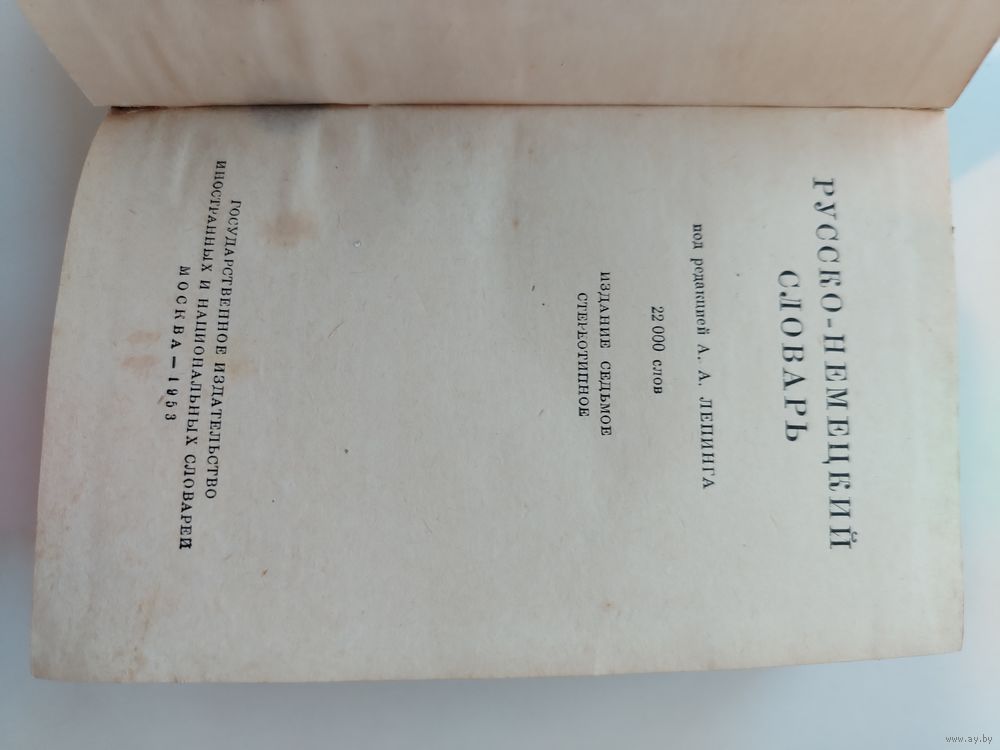 РУССКО-НЕМЕЦКИЙ
СЛОВАРЬ
под редакцией А. А. ЛЕПИНГА
22 000 слов
ИЗДАНИЕ СЕДЬМОЕ
СТЕРЕОТИПНОЕ
ГОСУДАРСТВЕННОЕ ИЗДАТЕЛЬСТВО
ИНОСТРАННЫХ И НАЦИОНАЛЬНЫХ СЛОВАРЕЙ
МОСКВА — 1953
www.ay.by